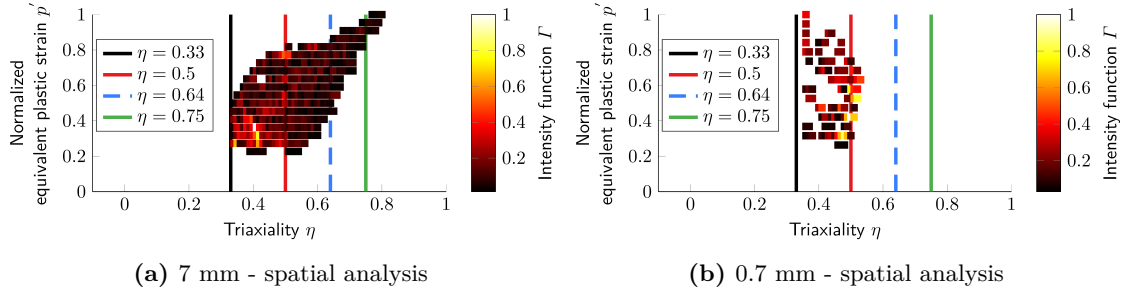 Normalized
equivalent plastic strain p′
1
0.8
0.6
0.4
0.2
0
0 0.2 0.4 0.6 0.8 1
Triaxiality η
η = 0.33
η = 0.5
η = 0.64
η = 0.75
1
0.8
0.6
0.4
0.2
Intensity function Γ
(a) 7 mm - spatial analysis
Normalized
equivalent plastic strain p′
1
0.8
0.6
0.4
0.2
0
0 0.2 0.4 0.6 0.8 1
Triaxiality η
η = 0.33
η = 0.5
η = 0.64
η = 0.75
1
0.8
0.6
0.4
0.2
Intensity function Γ
(b) 0.7 mm - spatial analysis